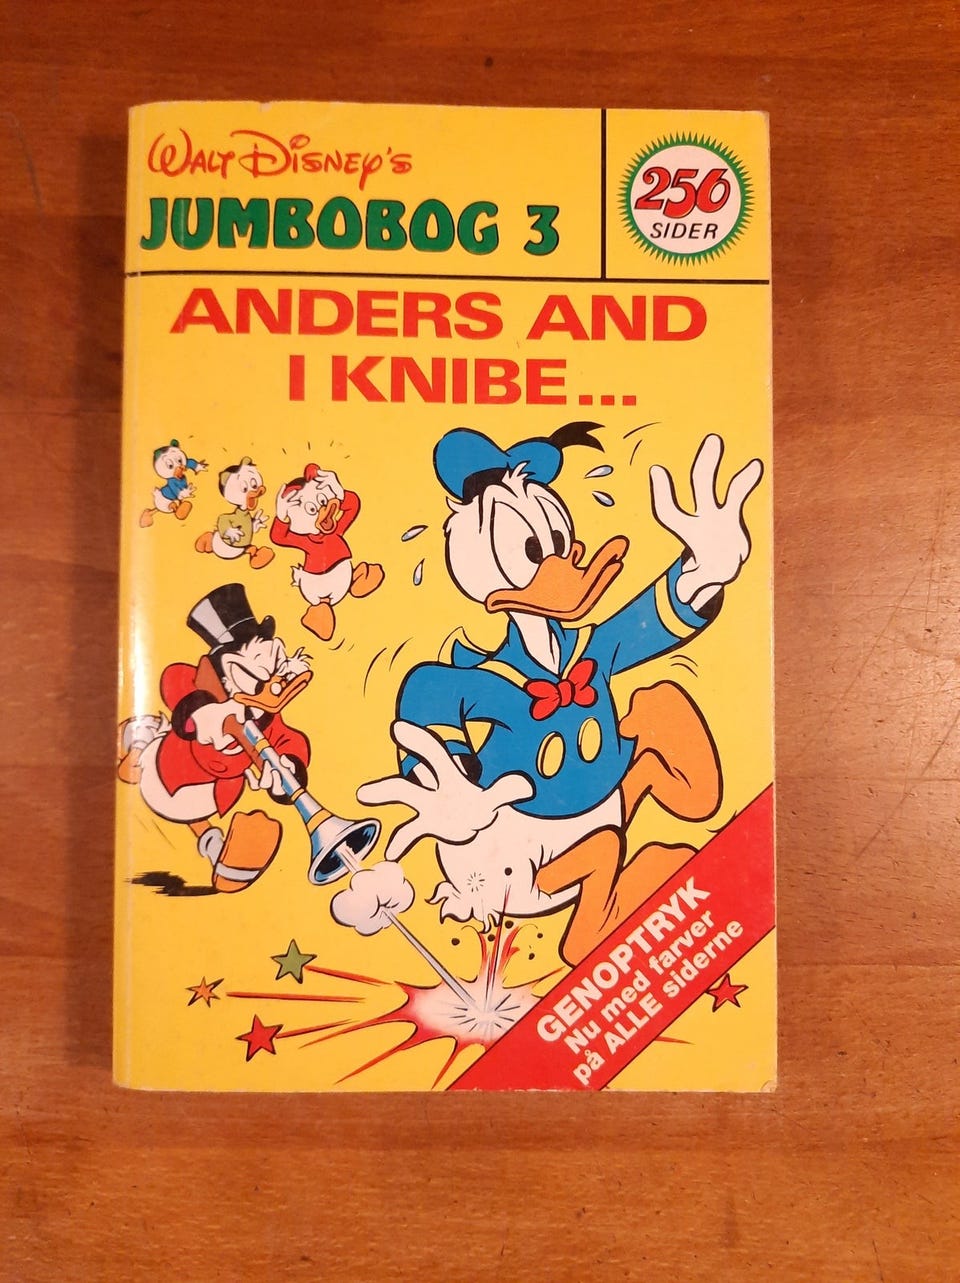 WALT DISNEY'S
JUMBOBOG 3
256
SIDER
ANDERS AND
I KNIBE...
GENOPTRYK
Nu med farver
på ALLE siderne